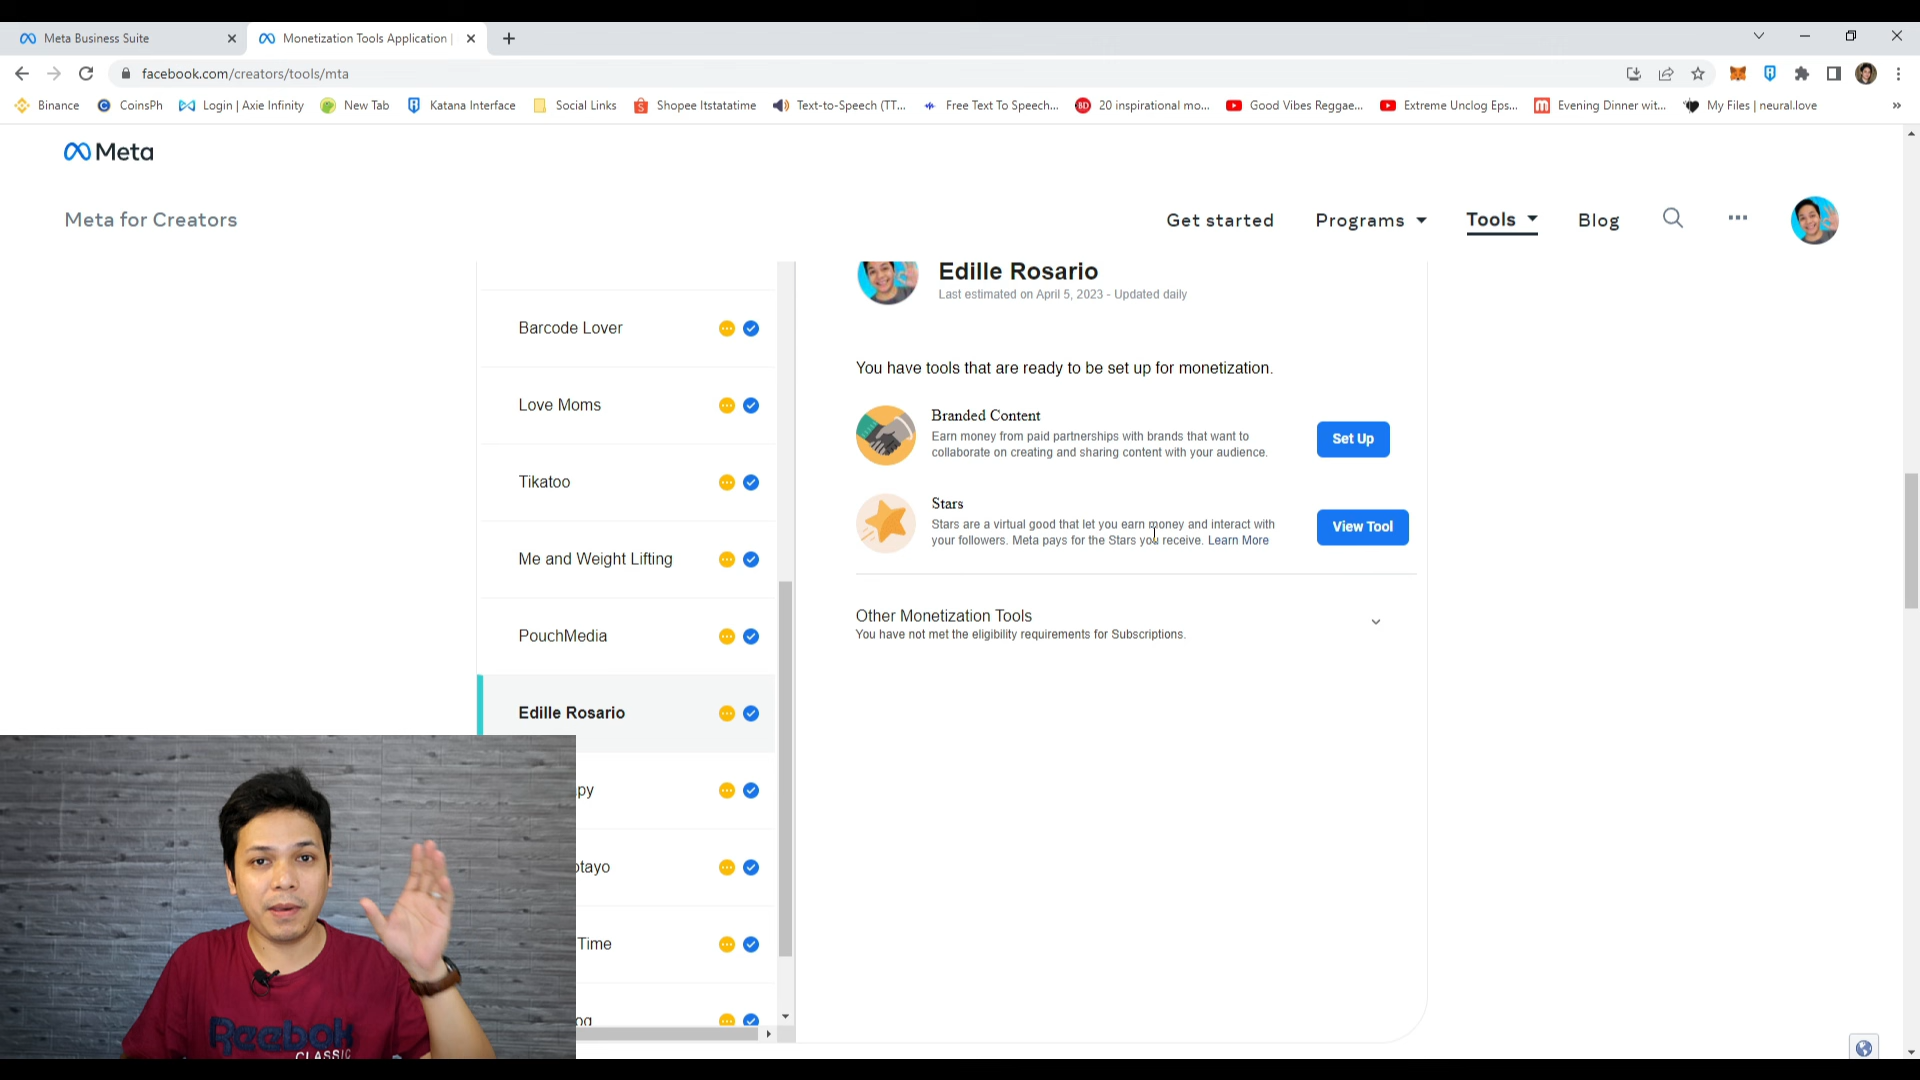 Meta Business Suite
Monetization Tools Application |
facebook.com/creators/tools/mta
Binance
CoinsPh
Login | Axie Infinity
New Tab
Katana Interface
Social Links
Shopee Itstatatime
Text-to-Speech (TT...
Free Text To Speech...
BD
20 inspirational mo...
Good Vibes Reggae...
Extreme Unclog Eps...
Evening Dinner wit...
My Files | neural.love
»
Meta
Meta for Creators
Get started
Programs
Tools
Blog
Edille Rosario
Last estimated on April 5, 2023 - Updated daily
Barcode Lover
Love Moms
Tikatoo
Me and Weight Lifting
PouchMedia
Edille Rosario
py
otayo
Time
og
You have tools that are ready to be set up for monetization.
Branded Content
Earn money from paid partnerships with brands that want to
collaborate on creating and sharing content with your audience.
Set Up
Stars
Stars are a virtual good that let you earn money and interact with
your followers. Meta pays for the Stars you receive. Learn More
View Tool
Other Monetization Tools
You have not met the eligibility requirements for Subscriptions.
Reebok
CLASSIC